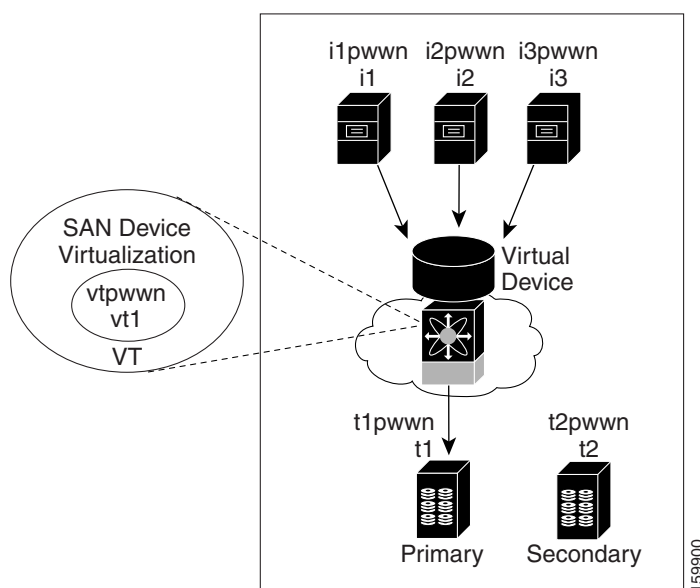 i1pwwn i2pwwn i3pwwn
i1 i2 i3
SAN Device
Virtualization
vtpwwn
vt1
VT
Virtual
Device
t1pwwn t2pwwn
t1 t2
Primary Secondary
159900